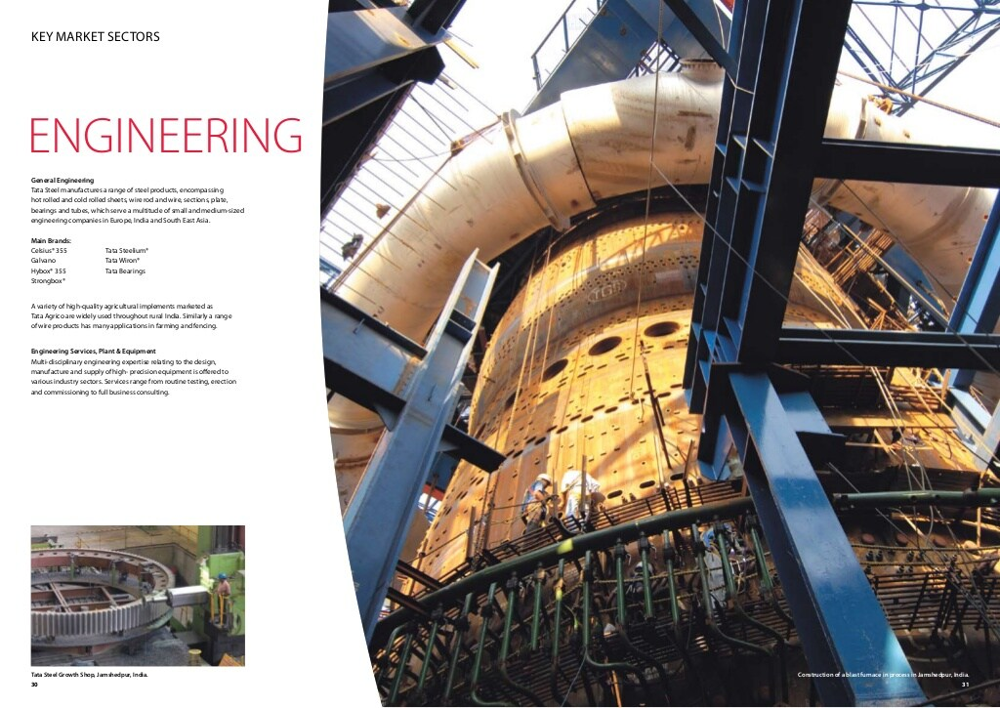 KEY MARKET SECTORS
ENGINEERING
General Engineering
Tata Steel manufactures a range of steel products, encompassing
hot rolled and cold rolled sheets, wire rod and wire, sections, plate,
bearings and tubes, which serve a multitude of small and medium-sized
engineering companies in Europe, India and South East Asia.
Main Brands:
Celsius® 355
Galvano
Hybox® 355
Strongbox®
Tata Steelium®
Tata Wiron®
Tata Bearings
A variety of high-quality agricultural implements marketed as
Tata Agrico are widely used throughout rural India. Similarly a range
of wire products has many applications in farming and fencing.
Engineering Services, Plant & Equipment
Multi-disciplinary engineering expertise relating to the design,
manufacture and supply of high- precision equipment is offered to
various industry sectors. Services range from routine testing, erection
and commissioning to full business consulting.
Tata Steel Growth Shop, Jamshedpur, India.
30
TGD
Construction of a blast furnace in process in Jamshedpur, India.
31